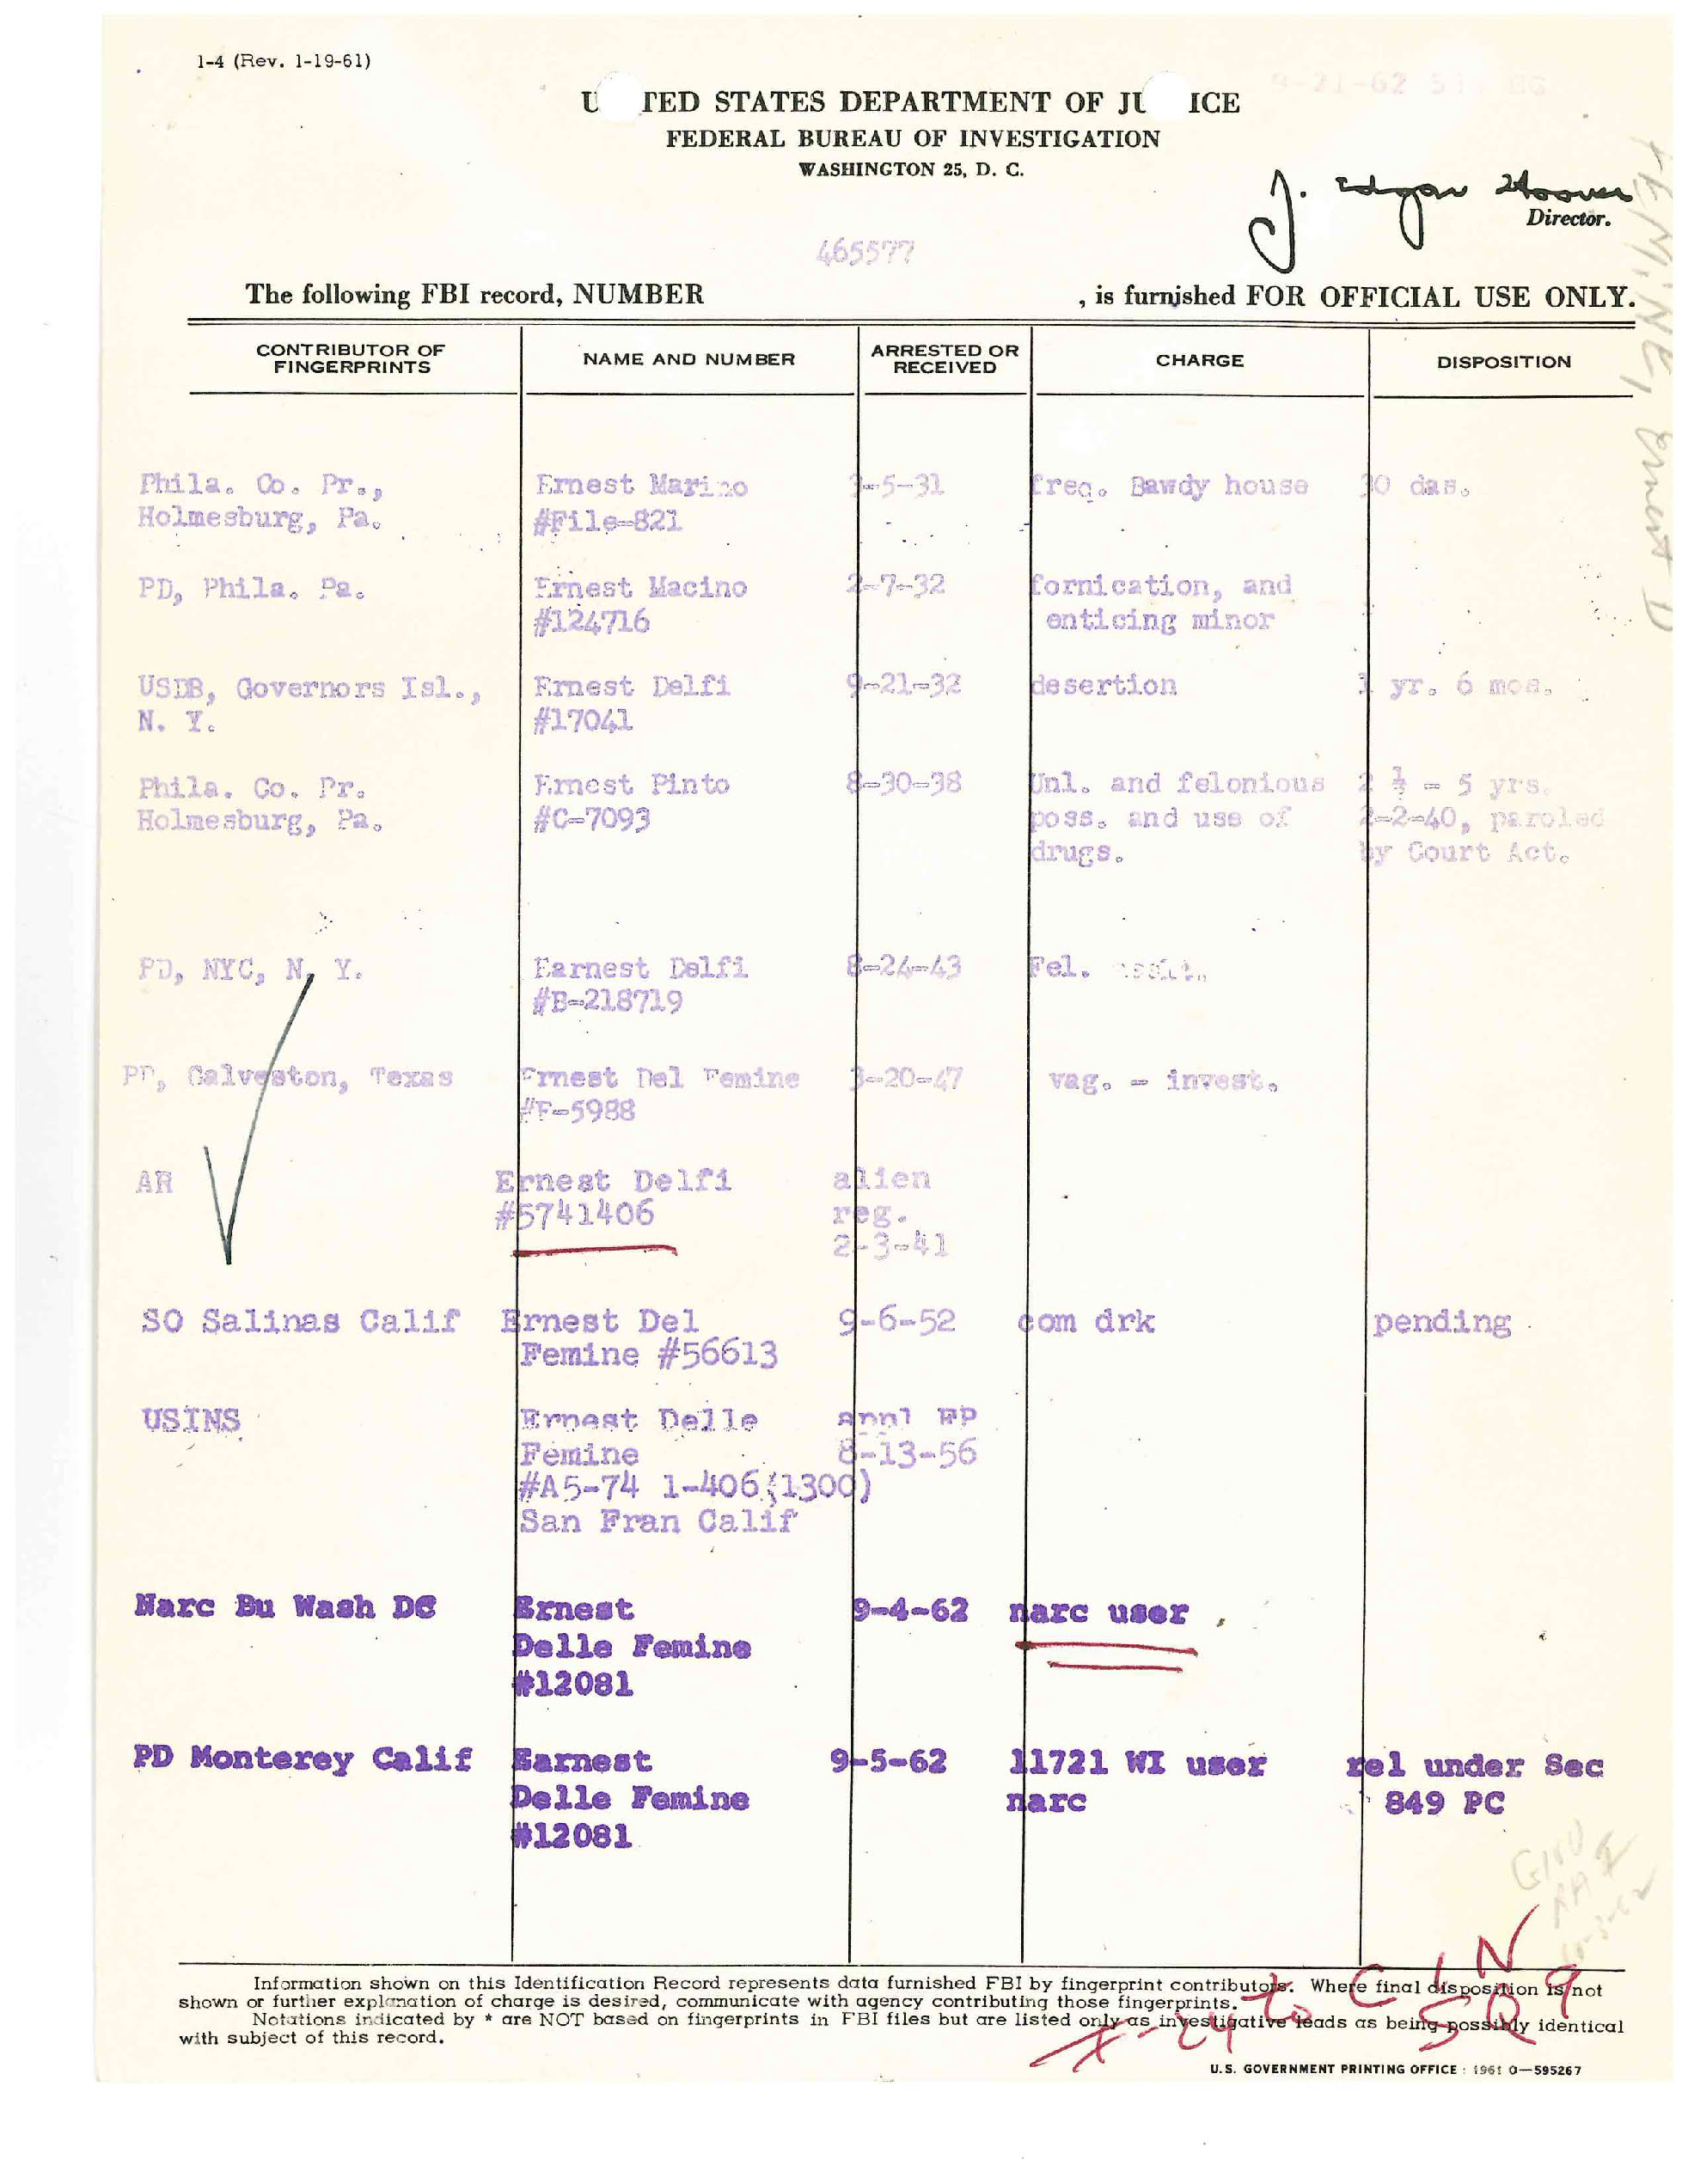 1-4 (Rev. 1-19-61)
9-21-62
U TED STATES DEPARTMENT OF JU ICE
FEDERAL BUREAU OF INVESTIGATION
WASHINGTON 25, D. C.
J. Edgar Hoover
Director.
465577
The following FBI record, NUMBER , is furnished FOR OFFICIAL USE ONLY.
CONTRIBUTOR OF FINGERPRINTS NAME AND NUMBER ARRESTED OR RECEIVED CHARGE DISPOSITION
Phila. Co. Pr., Ernest Marino -5-31 freq. Bawdy house 30 das.
Holmesburg, Pa. #File-821
PD, Phila. Pa. Ernest Macino 2-7-32 fornication, and
#124716 enticing minor
USDB, Governors Isl., Ernest Delfi 9-21-32 desertion 1 yr. 6 mos.
N. Y. #17041
Phila. Co. Pr. Ernest Pinto 8-30-38 Unl. and felonious 2 ½ - 5 yrs.
Holmesburg, Pa. #C-7093 poss. and use of 2-2-40, paroled
drugs. by Court Act.
PD, NYC, N. Y. Earnest Delfi 8-24-43 Fel.
#B-218719
PD, Galveston, Texas Ernest Del Femine 3-20-47 vag. - invest.
#F-5988
AR Ernest Delfi alien
#5741406 reg.
2-3-41
SO Salinas Calif Ernest Del 9-6-52 com drk pending
Femine #56613
USINS Ernest Delle appl FP
Femine 8-13-56
#A5-74 1-406(1300)
San Fran Calif
Narc Bu Wash DC Ernest 9-4-62 narc user
Delle Femine
#12081
PD Monterey Calif Earnest 9-5-62 11721 WI user rel under Sec
Delle Femine narc 849 PC
#12081
Information shown on this Identification Record represents data furnished FBI by fingerprint contributors. Where final disposition is not
shown or further explanation of charge is desired, communicate with agency contributing those fingerprints.
Notations indicated by * are NOT based on fingerprints in FBI files but are listed only as investigative leads as being possibly identical
with subject of this record.
U.S. GOVERNMENT PRINTING OFFICE : 1961 O-595267